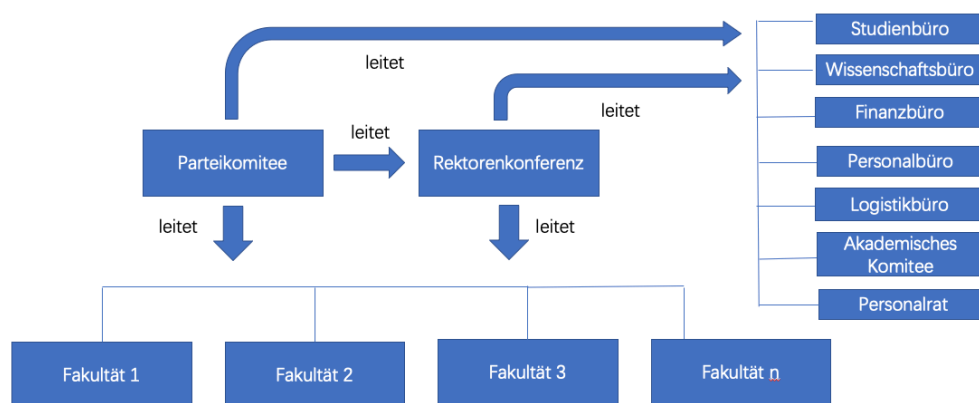 Studienbüro
leitet
Wissenschaftsbüro
leitet
Finanzbüro
leitet
Parteikomitee
Rektorenkonferenz
Personalbüro
Logistikbüro
leitet
leitet
Akademisches
Komitee
Personalrat
Fakultät 1
Fakultät 2
Fakultät 3
Fakultät n